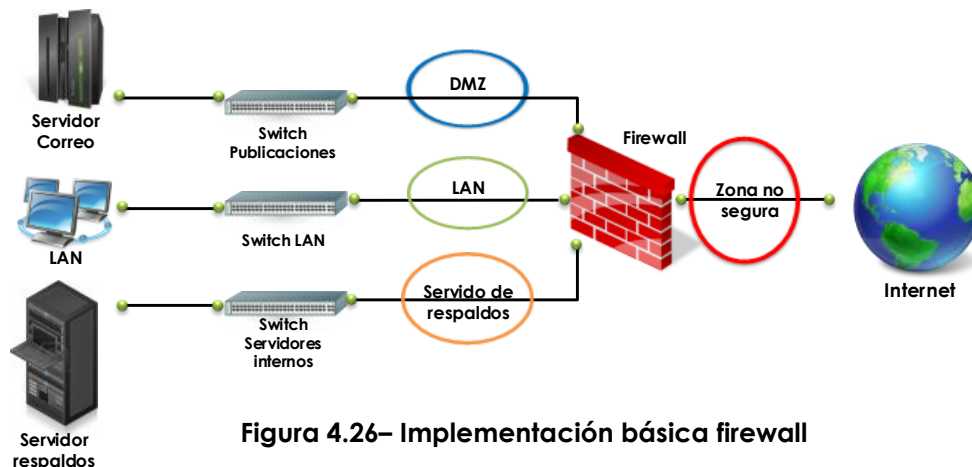 DMZ
Servidor
Correo
Switch
Publicaciones
Firewall
LAN
Zona no
segura
LAN
Switch LAN
Internet
Servido de
respaldos
Switch
Servidores
internos
Servidor
respaldos
Figura 4.26– Implementación básica firewall